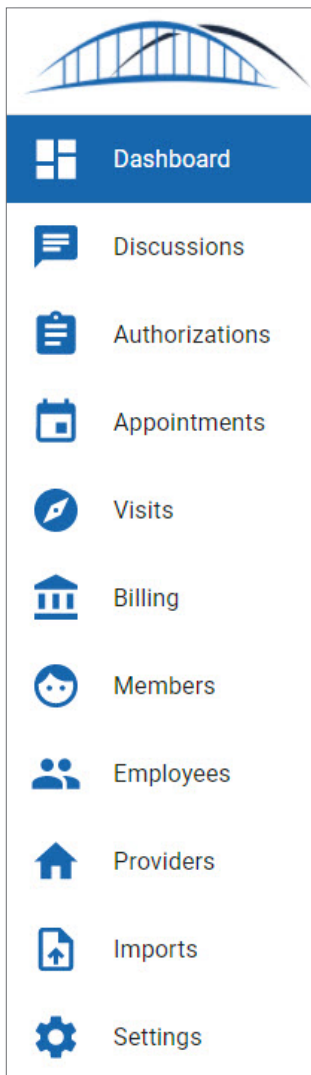 Dashboard
Discussions
Authorizations
Appointments
Visits
Billing
Members
Employees
Providers
Imports
Settings